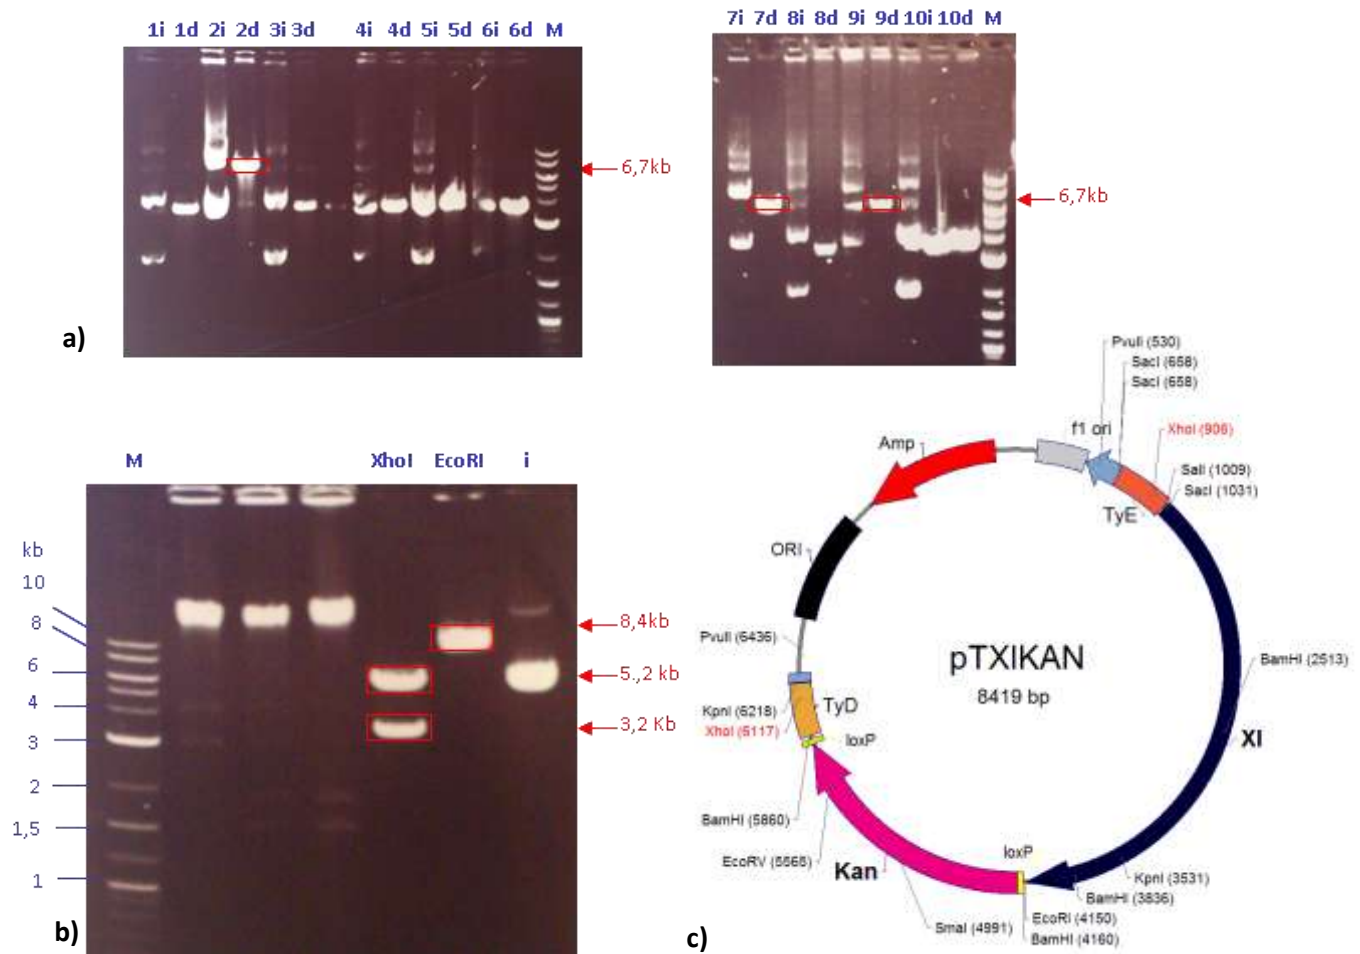 1i 1d 2i 2d 3i 3d 4i 4d 5i 5d 6i 6d M
6,7kb
7i 7d 8i 8d 9i 9d 10i 10d M
6,7kb
a)
M XhoI EcoRI i
kb
10
8
6
4
3
2
1,5
1
8,4kb
5.,2 kb
3,2 Kb
b)
PvuII (530)
SacI (658)
SacI (658)
f1 ori
XhoI (906)
Amp
SalI (1009)
SacI (1031)
TyE
ORI
PvuII (6436)
pTXIKAN
8419 bp
BamHI (2513)
KpnI (6218)
TyD
XhoI (6117)
loxP
XI
BamHI (5860)
EcoRV (5568)
loxP
Kan
KpnI (3531)
BamHI (3836)
EcoRI (4150)
SmaI (4991)
BamHI (4160)
c)